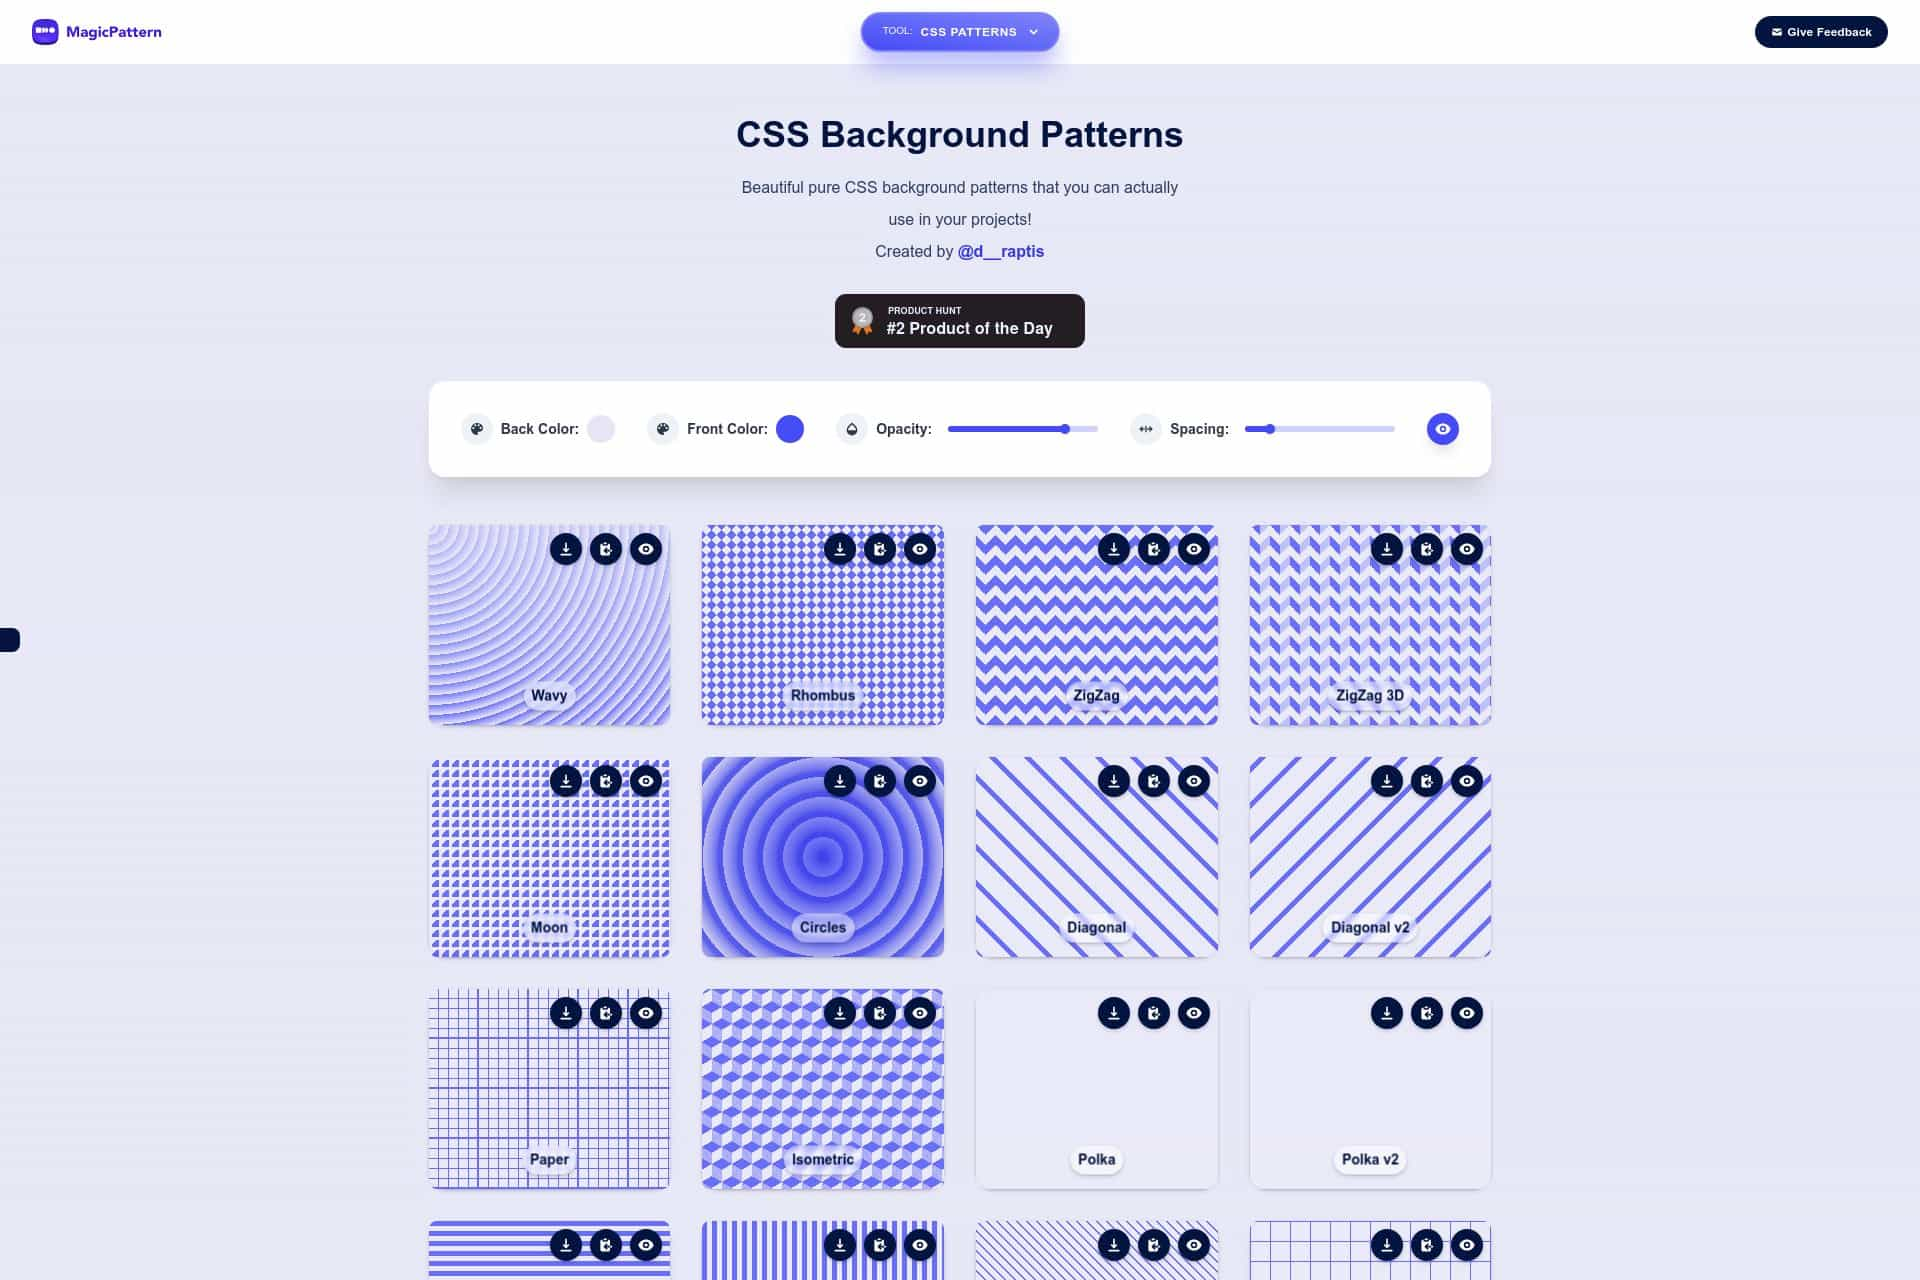 MagicPattern
TOOL: CSS PATTERNS
Give Feedback
CSS Background Patterns
Beautiful pure CSS background patterns that you can actually
use in your projects!
Created by @d__raptis
2
PRODUCT HUNT
#2 Product of the Day
Back Color:
Front Color:
Opacity:
Spacing:
Wavy
Rhombus
ZigZag
ZigZag 3D
Moon
Circles
Diagonal
Diagonal v2
Paper
Isometric
Polka
Polka v2